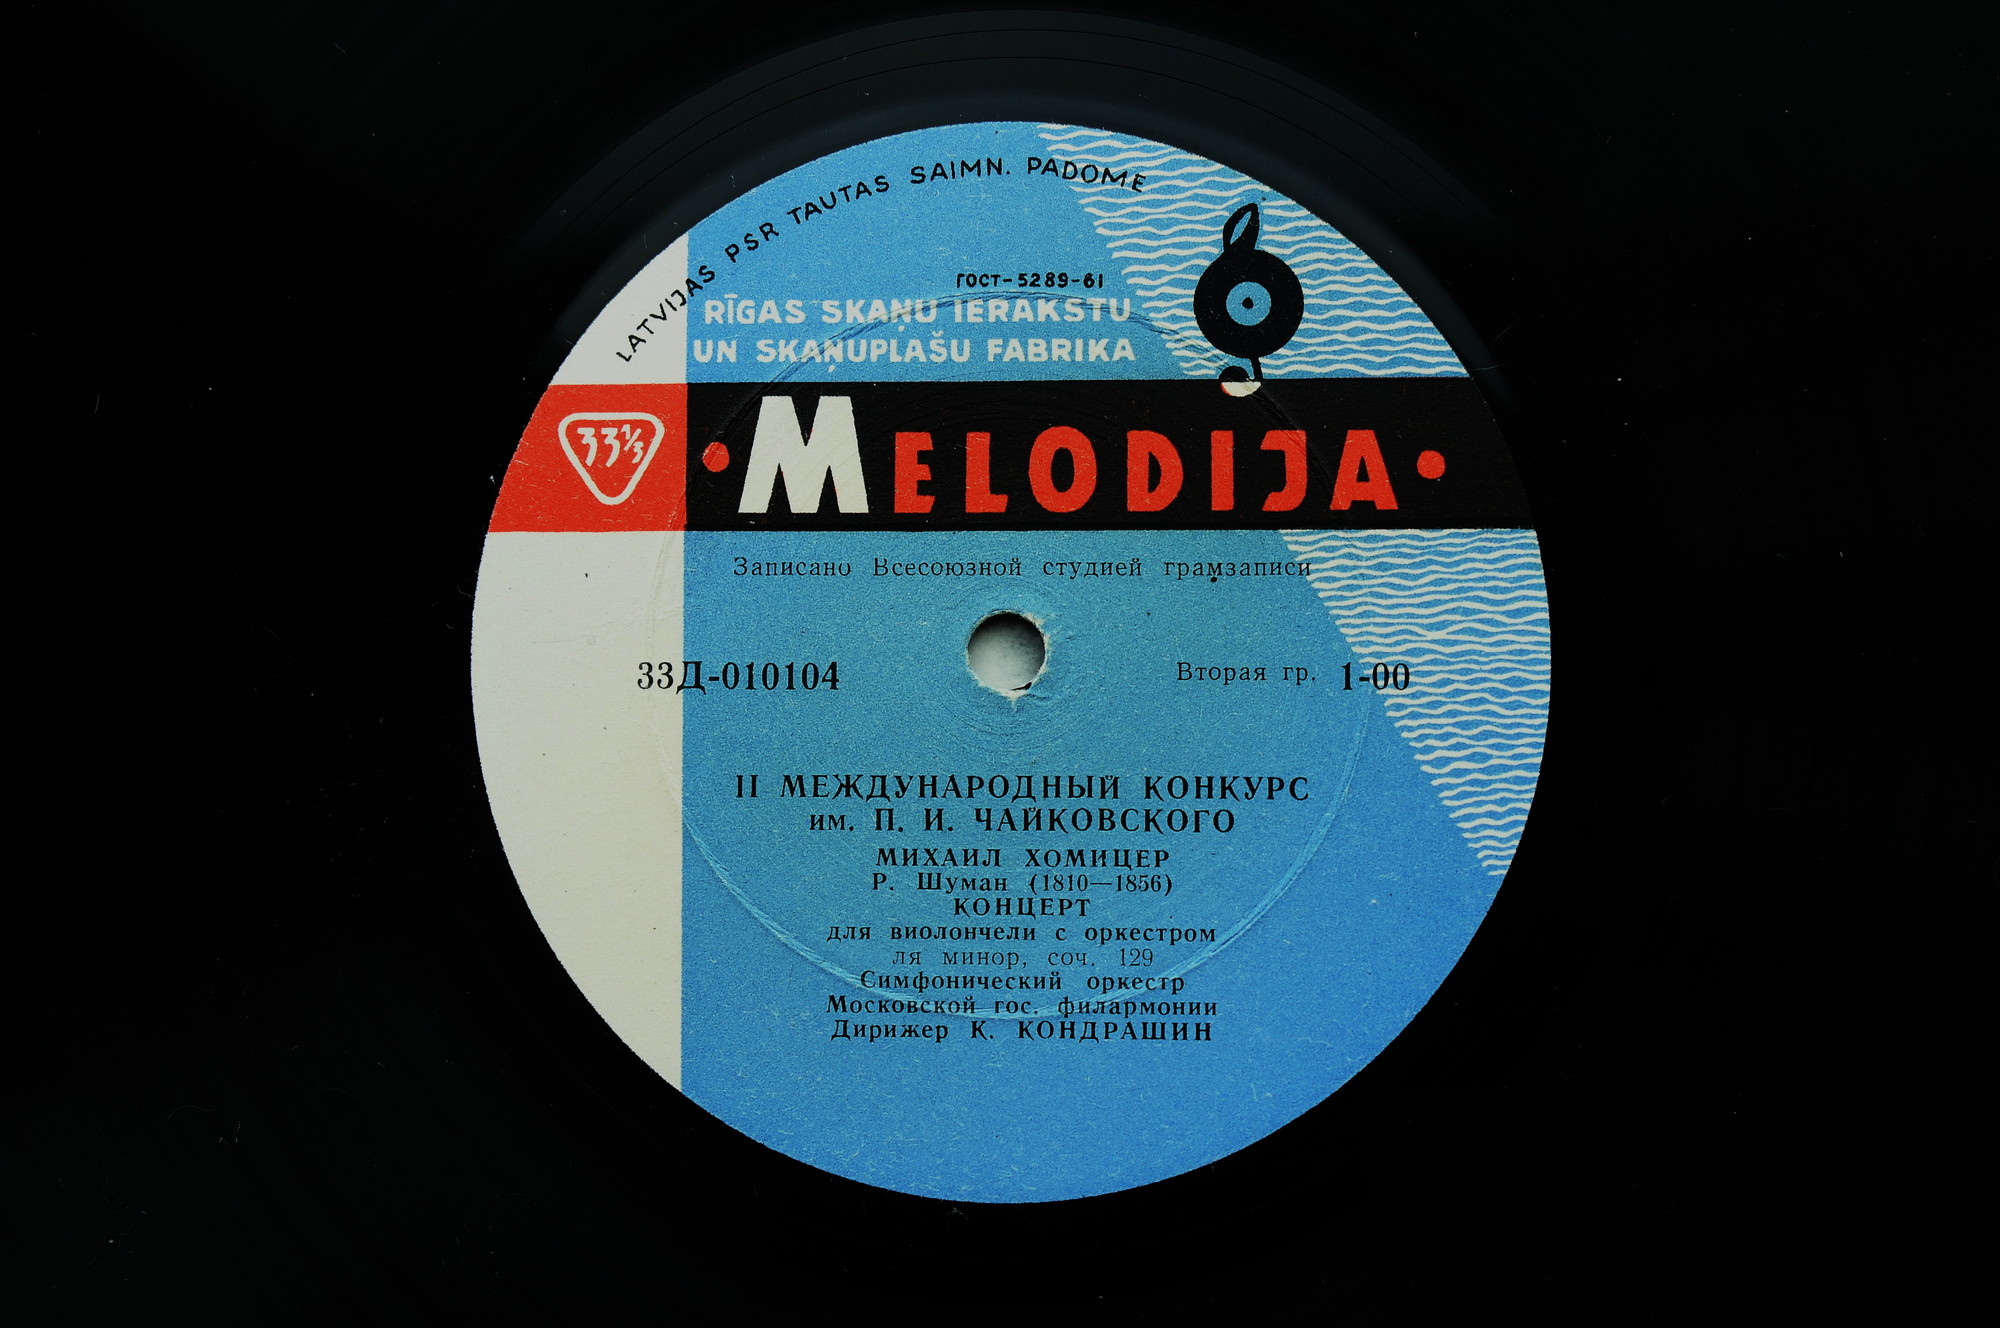 LATVIJAS PSR TAUTAS SAIMN. PADOME
ГОСТ-5289-61
RĪGAS SKAŅU IERAKSTU
UN SKAŅUPLAŠU FABRIKA
33⅓
·MELODIJA·
Записано Всесоюзной студией грамзаписи
33Д-010104
Вторая гр. 1-00
II МЕЖДУНАРОДНЫЙ КОНКУРС
им. П. И. ЧАЙКОВСКОГО
МИХАИЛ ХОМИЦЕР
Р. Шуман (1810—1856)
КОНЦЕРТ
для виолончели с оркестром
ля минор, соч. 129
Симфонический оркестр
Московской гос. филармонии
Дирижер К. КОНДРАШИН